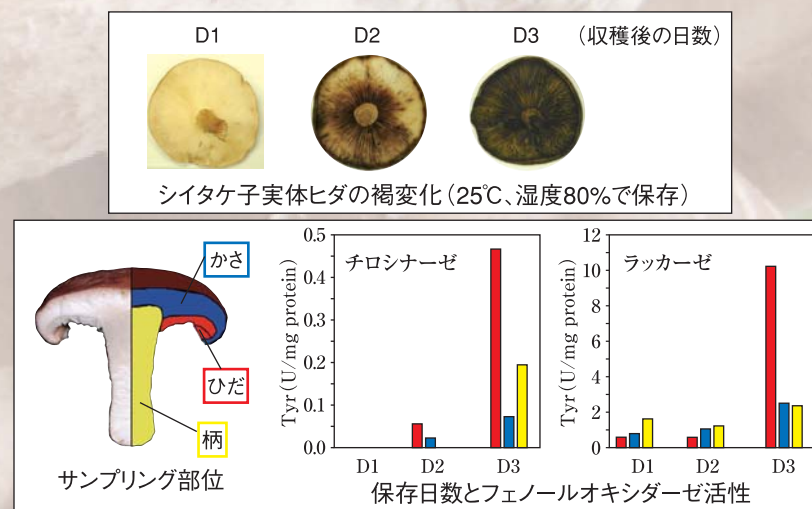 D1 D2 D3 (収穫後の日数)
シイタケ子実体ヒダの褐変化(25℃、湿度80%で保存)
かさ
ひだ
柄
サンプリング部位
チロシナーゼ
Tyr(U/mg protein)
0.5
0.4
0.3
0.2
0.1
0.0
D1 D2 D3
ラッカーゼ
Tyr(U/mg protein)
12
10
8
6
4
2
0
D1 D2 D3
保存日数とフェノールオキシダーゼ活性